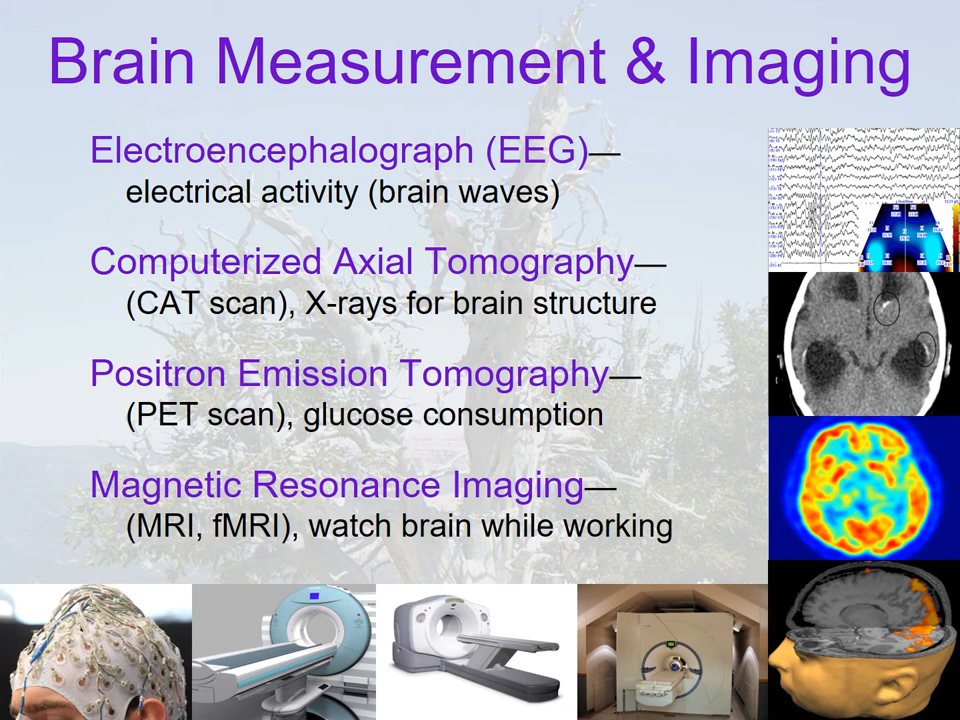 Brain Measurement & Imaging
Electroencephalograph (EEG)—
electrical activity (brain waves)
Computerized Axial Tomography—
(CAT scan), X-rays for brain structure
Positron Emission Tomography—
(PET scan), glucose consumption
Magnetic Resonance Imaging—
(MRI, fMRI), watch brain while working